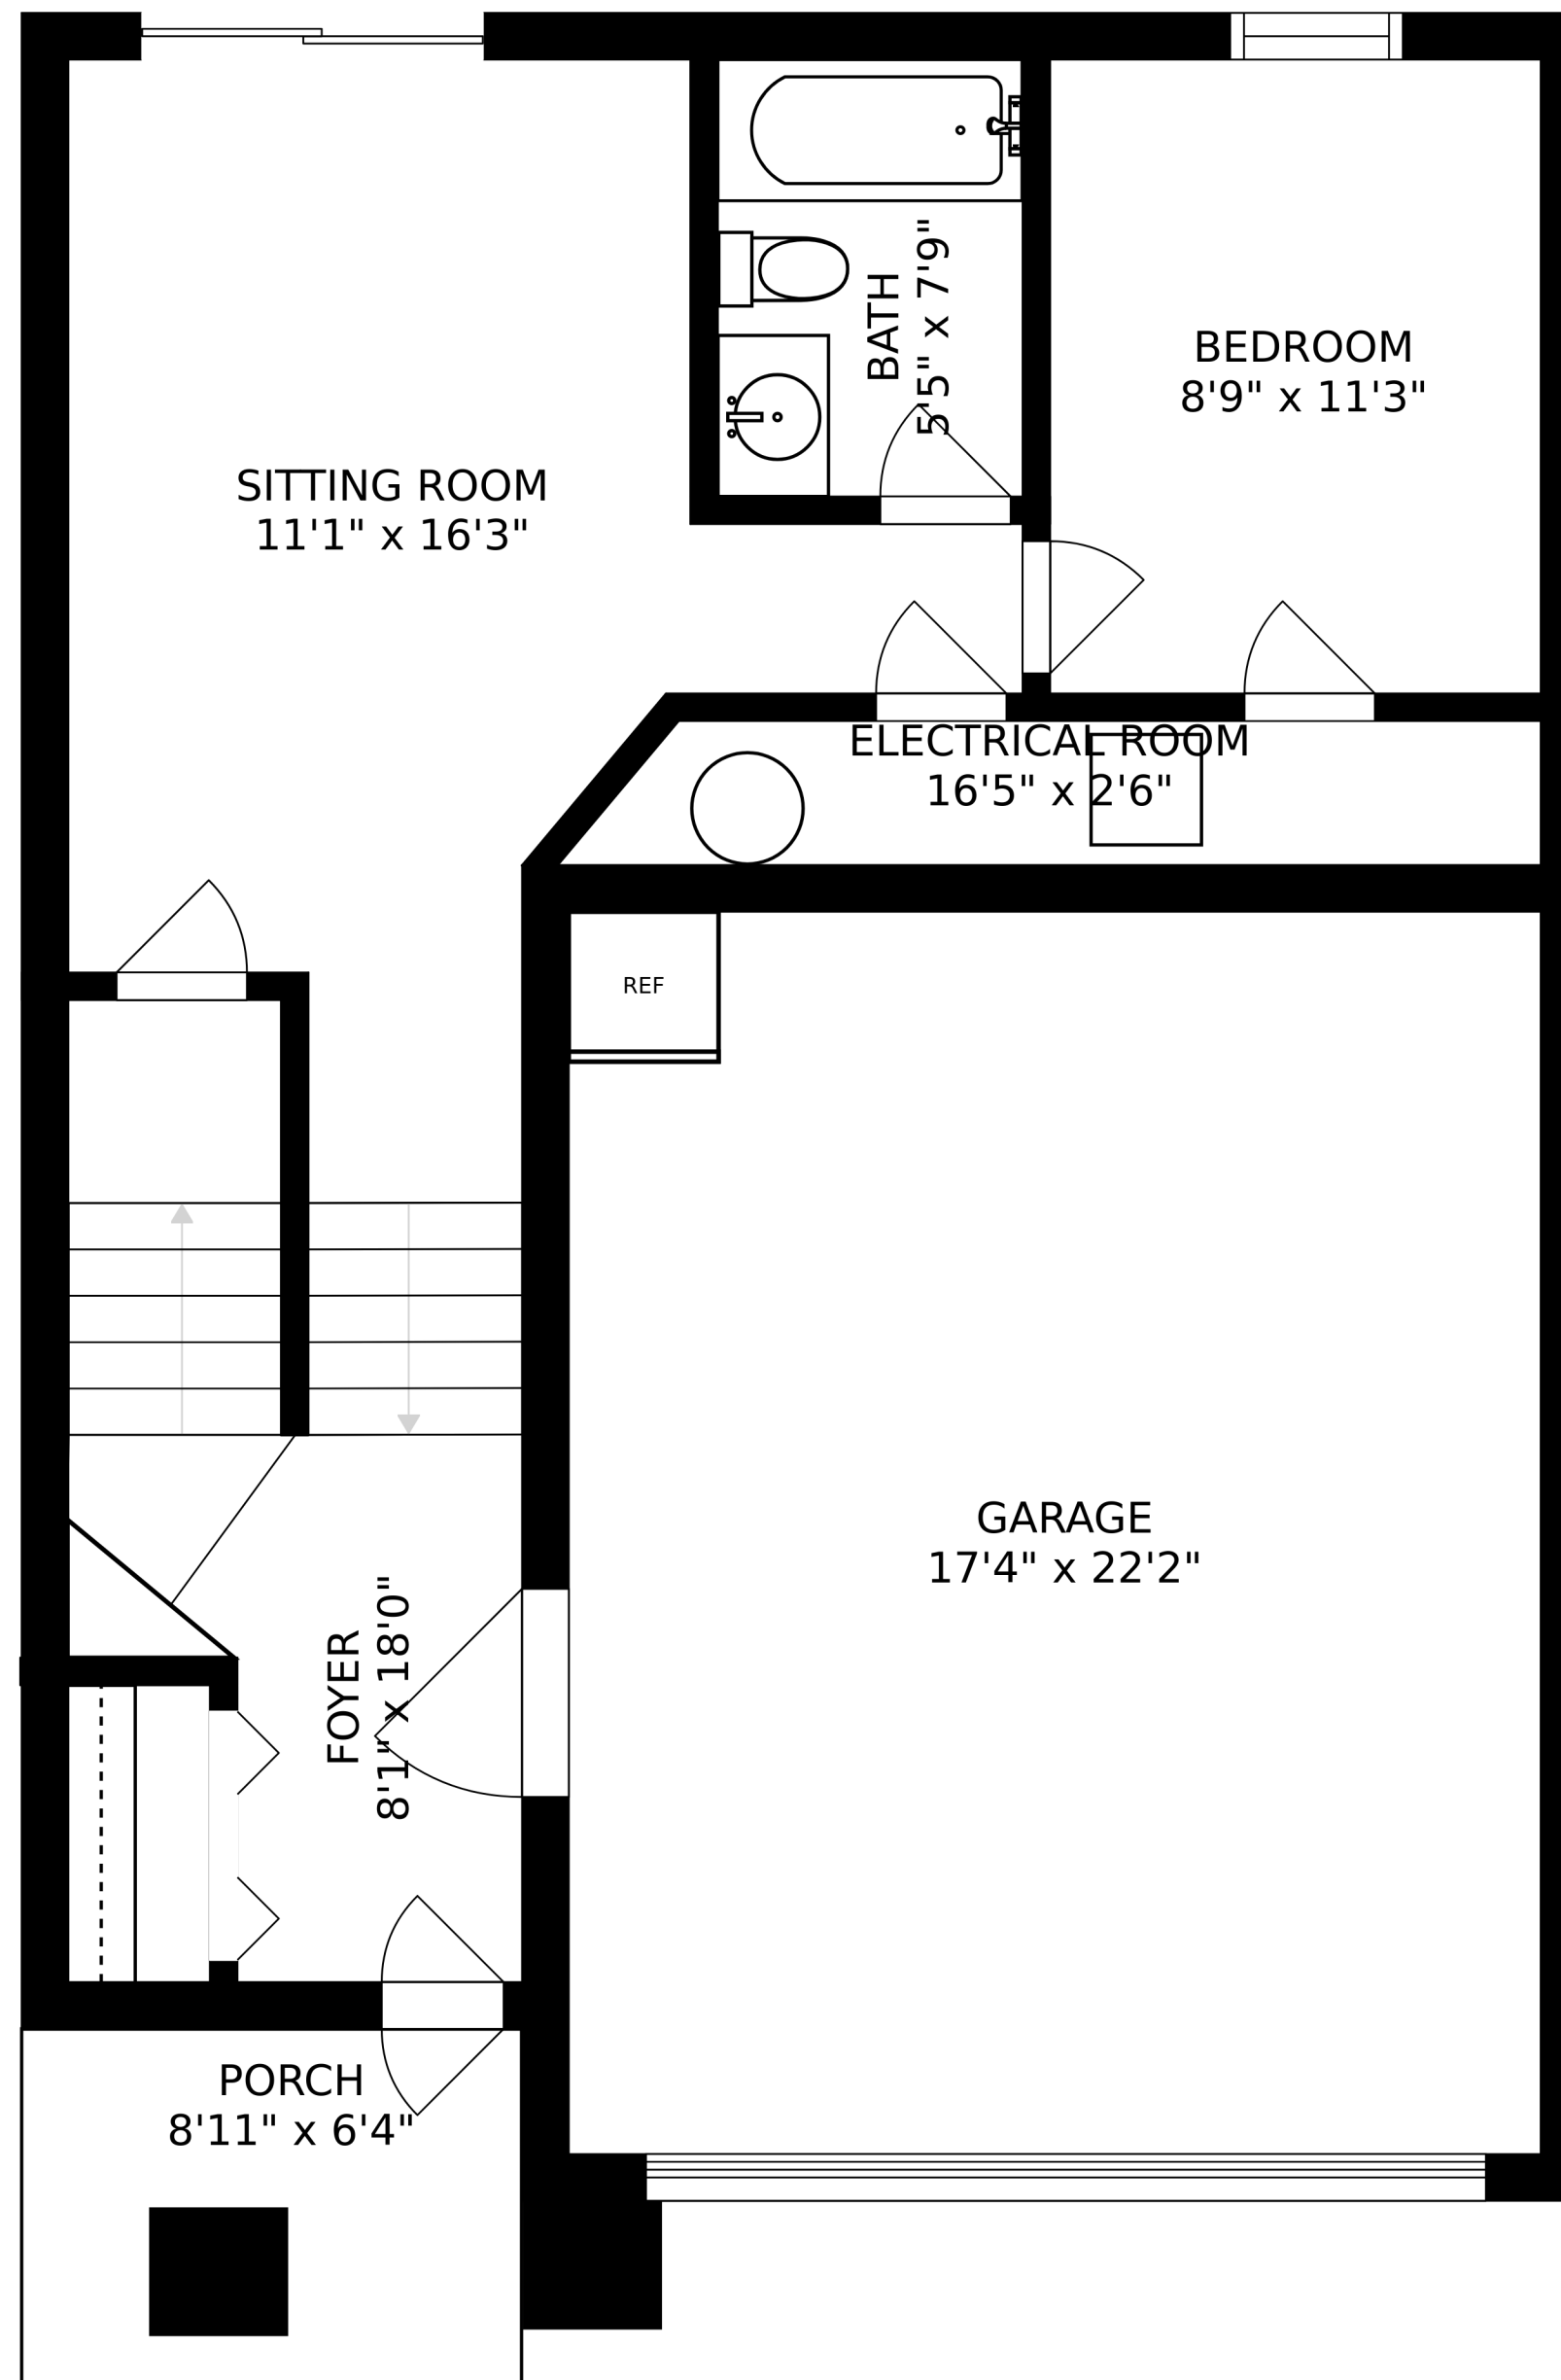 BATH
5'5" x 7'9"
BEDROOM
8'9" x 11'3"
SITTING ROOM
11'1" x 16'3"
ELECTRICAL ROOM
16'5" x 2'6"
REF
GARAGE
17'4" x 22'2"
FOYER
8'1" x 18'0"
PORCH
8'11" x 6'4"